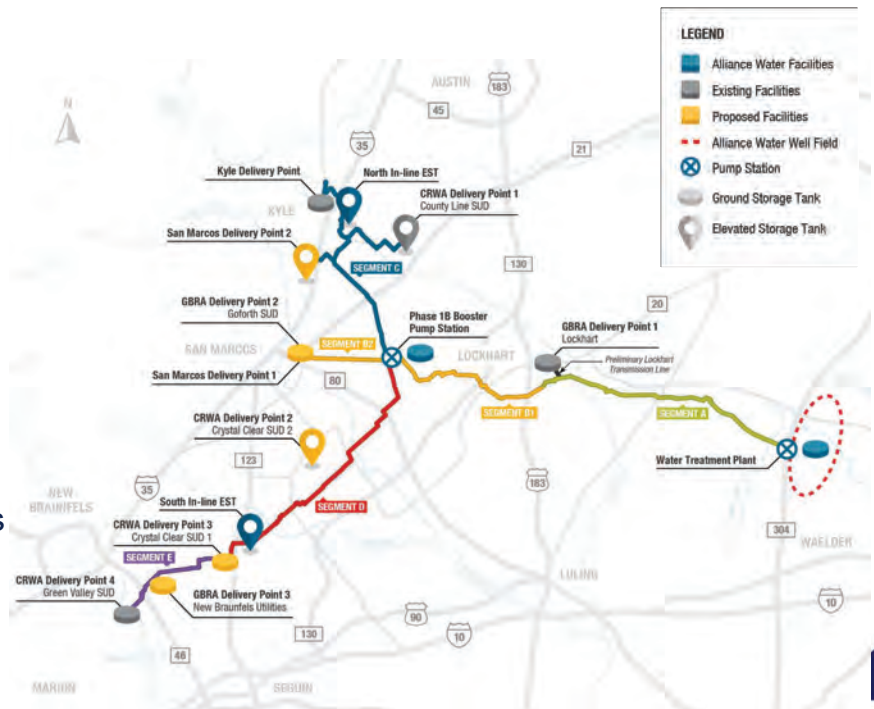 LEGEND
Alliance Water Facilities
Existing Facilities
Proposed Facilities
Alliance Water Well Field
Pump Station
Ground Storage Tank
Elevated Storage Tank
N
AUSTIN
183
45
35
21
Kyle Delivery Point
North In-line EST
CRWA Delivery Point 1
County Line SUD
KYLE
San Marcos Delivery Point 2
SEGMENT C
130
20
GBRA Delivery Point 2
Goforth SUD
Phase 1B Booster
Pump Station
GBRA Delivery Point 1
Lockhart
SAN MARCOS
SEGMENT B2
LOCKHART
Preliminary Lockhart
Transmission Line
San Marcos Delivery Point 1
80
SEGMENT B1
SEGMENT A
CRWA Delivery Point 2
Crystal Clear SUD 2
Water Treatment Plant
123
35
183
NEW
BRAUNFELS
South In-line EST
SEGMENT D
s
304
WAELDER
CRWA Delivery Point 3
Crystal Clear SUD 1
SEGMENT E
LULING
CRWA Delivery Point 4
Green Valley SUD
GBRA Delivery Point 3
New Braunfels Utilities
90
10
130
10
46
MARION
SEGUIN